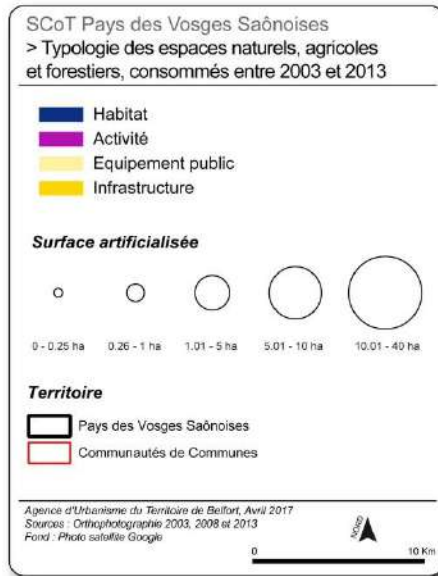 SCoT Pays des Vosges Saônoises
> Typologie des espaces naturels, agricoles
et forestiers, consommés entre 2003 et 2013
Habitat
Activité
Equipement public
Infrastructure
Surface artificialisée
0 - 0.25 ha 0.26 - 1 ha 1.01 - 5 ha 5.01 - 10 ha 10.01 - 40 ha
Territoire
Pays des Vosges Saônoises
Communautés de Communes
Agence d'Urbanisme du Territoire de Belfort, Avril 2017
Sources : Orthophotographie 2003, 2008 et 2013
Fond : Photo satellite Google
NORD
0 10 Km